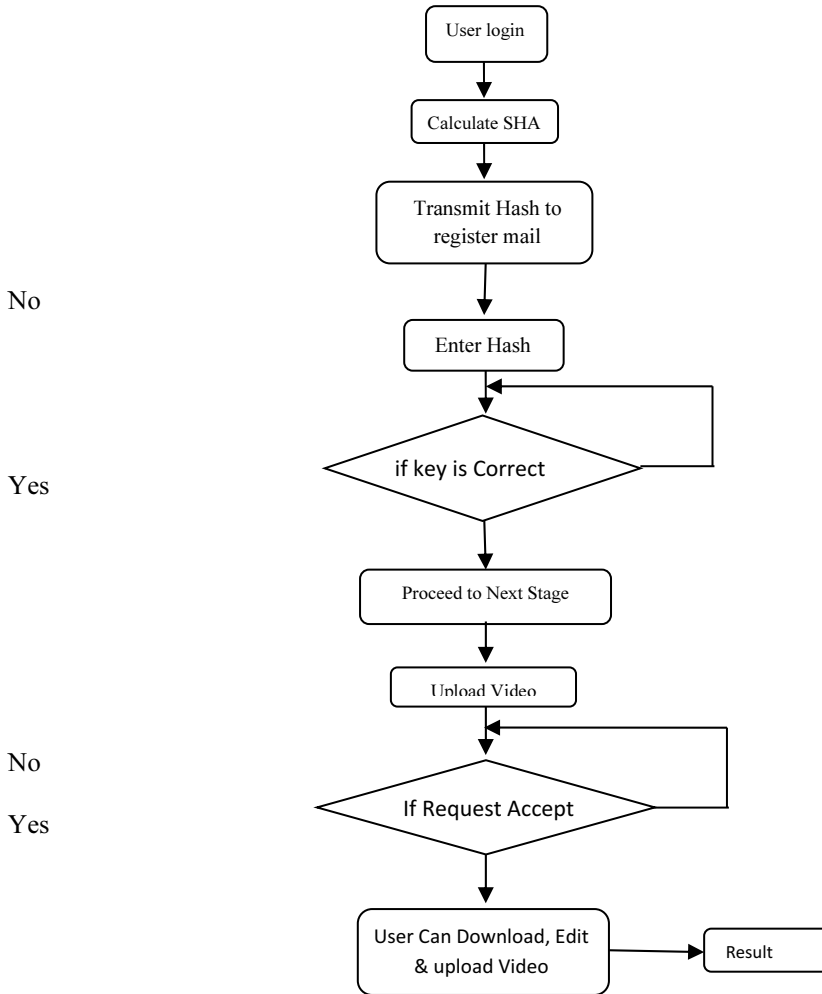 User login
Calculate SHA
Transmit Hash to
register mail
No
Enter Hash
if key is Correct
Yes
Proceed to Next Stage
Upload Video
No
If Request Accept
Yes
User Can Download, Edit
& upload Video
Result